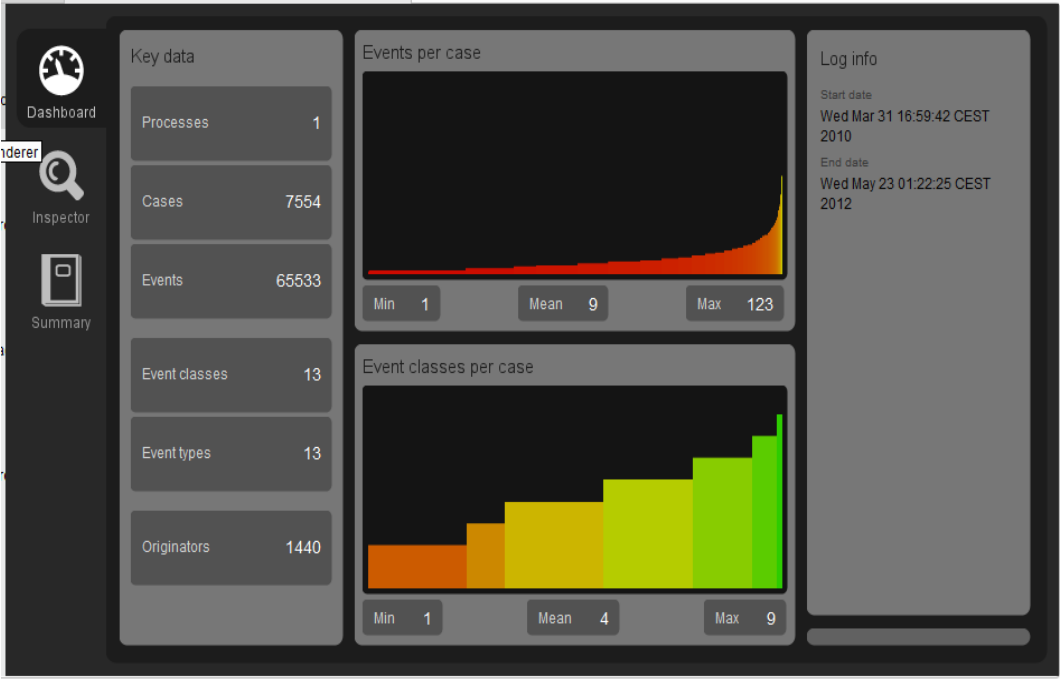 Dashboard
nderer
Inspector
Summary
Key data
Processes 1
Cases 7554
Events 65533
Event classes 13
Event types 13
Originators 1440
Events per case
Min 1 Mean 9 Max 123
Event classes per case
Min 1 Mean 4 Max 9
Log info
Start date
Wed Mar 31 16:59:42 CEST
2010
End date
Wed May 23 01:22:25 CEST
2012